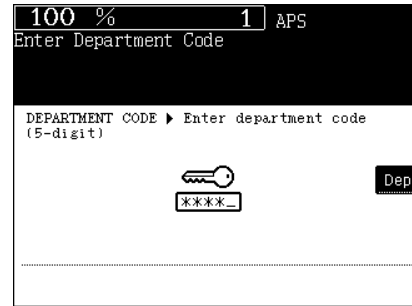 100 % 1 APS
Enter Department Code
DEPARTMENT CODE ▶ Enter department code
(5-digit)
****_
Dep